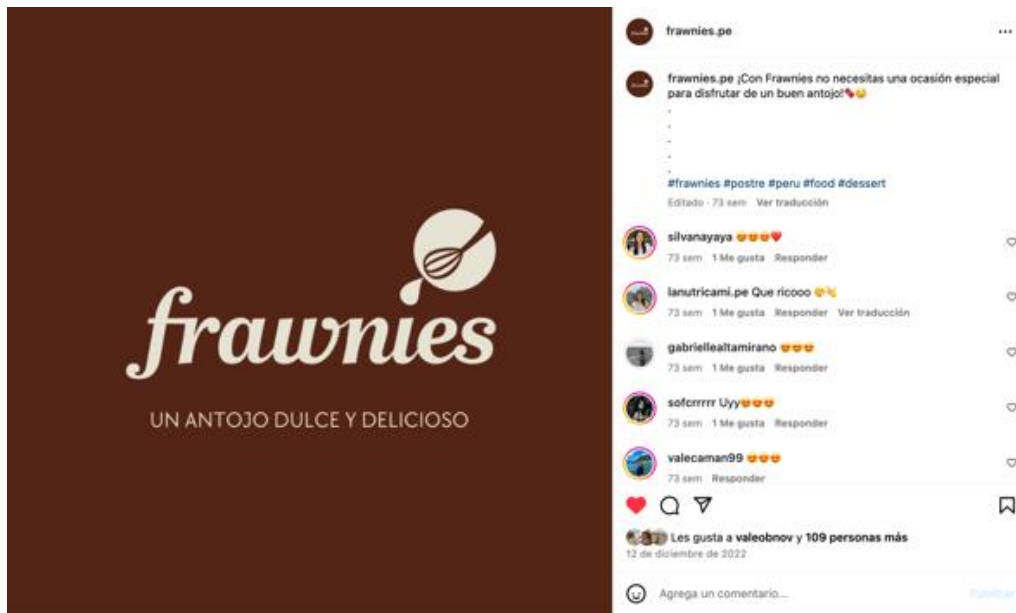 frawnies
UN ANTOJO DULCE Y DELICIOSO
frawnies.pe
frawnies.pe ¡Con Frawnies no necesitas una ocasión especial
para disfrutar de un buen antojo!🍫😋
.
.
.
.
.
#frawnies #postre #peru #food #dessert
Editado · 73 sem Ver traducción
silvanayaya 😍😍😍❤️
73 sem 1 Me gusta Responder
lanutricami.pe Que ricooo
73 sem 1 Me gusta Responder Ver traducción
gabriellealtamirano 😍😍😍
73 sem 1 Me gusta Responder
sofcrrrrr Uyy😍😍😍
73 sem 1 Me gusta Responder
valecaman99 😍😍😍
73 sem Responder
Les gusta a valeobnov y 109 personas más
12 de diciembre de 2022
Agrega un comentario...
Publicar